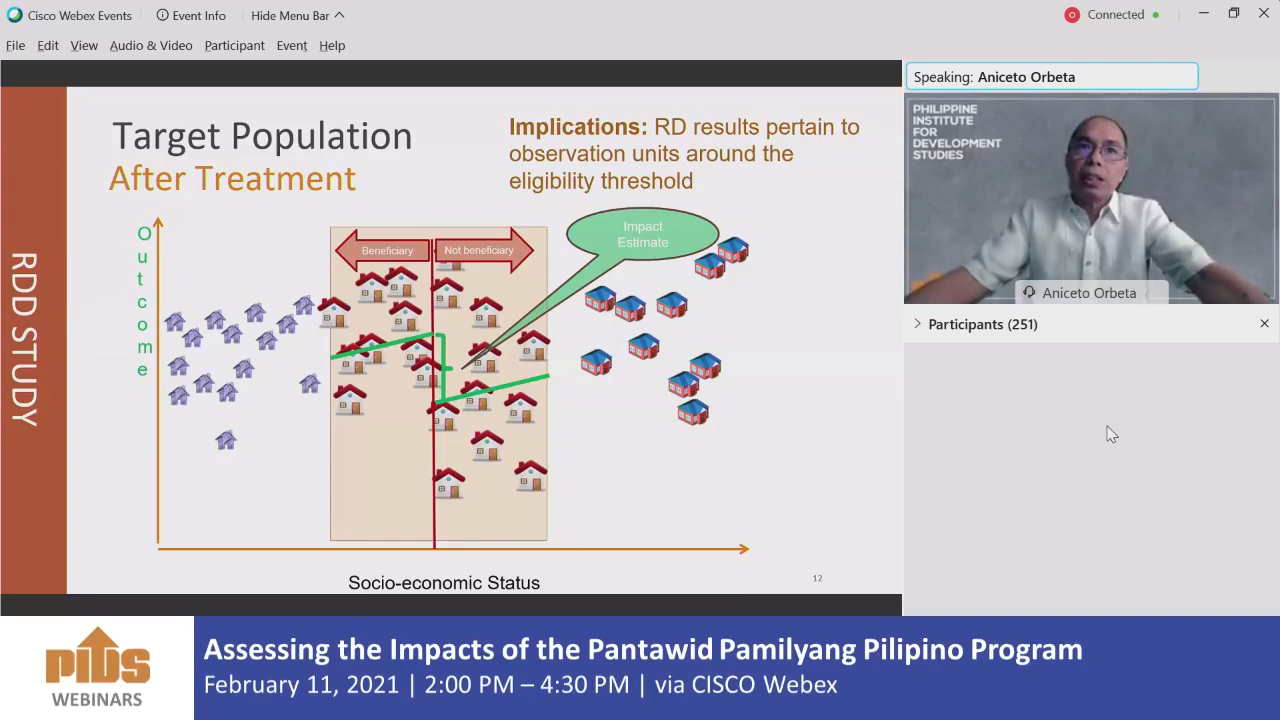 Cisco Webex Events
Event Info
Hide Menu Bar
Connected
File Edit View Audio & Video Participant Event Help
Speaking: Aniceto Orbeta
PHILIPPINE
INSTITUTE
FOR
DEVELOPMENT
STUDIES
Aniceto Orbeta
Participants (251)
RDD STUDY
Target Population
After Treatment
Implications: RD results pertain to
observation units around the
eligibility threshold
Outcome
Beneficiary
Not beneficiary
Impact
Estimate
Socio-economic Status
12
PIDS
WEBINARS
Assessing the Impacts of the Pantawid Pamilyang Pilipino Program
February 11, 2021 | 2:00 PM – 4:30 PM | via CISCO Webex